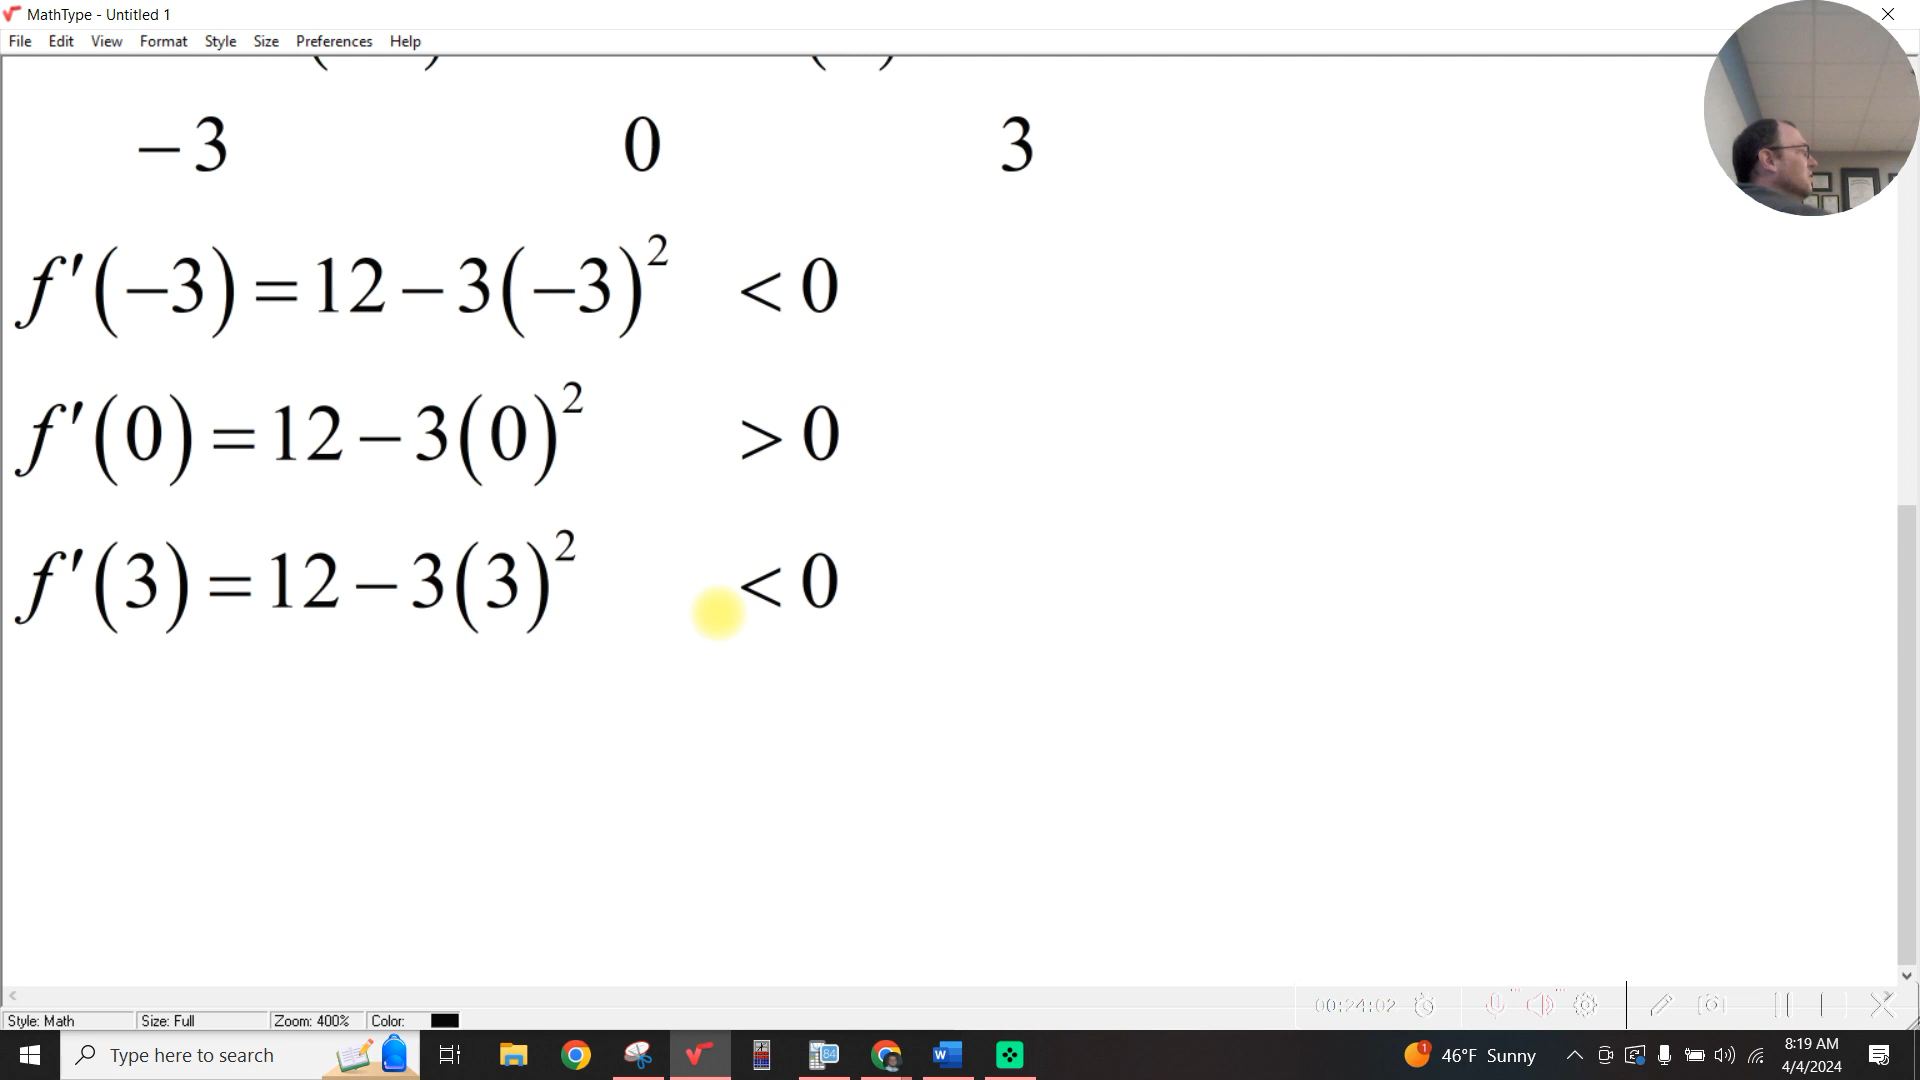 MathType - Untitled 1
File Edit View Format Style Size Preferences Help
−3 0 3
f′(−3) = 12 − 3(−3)² < 0
f′(0) = 12 − 3(0)² > 0
f′(3) = 12 − 3(3)² < 0
00:24:02
Style: Math Size: Full Zoom: 400% Color:
Type here to search
84
W
1
46°F Sunny
8:19 AM
4/4/2024